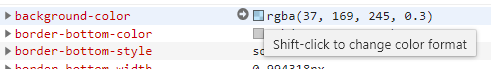 background-color rgba(37, 169, 245, 0.3)
border-bottom-color
Shift-click to change color format
border-bottom-style